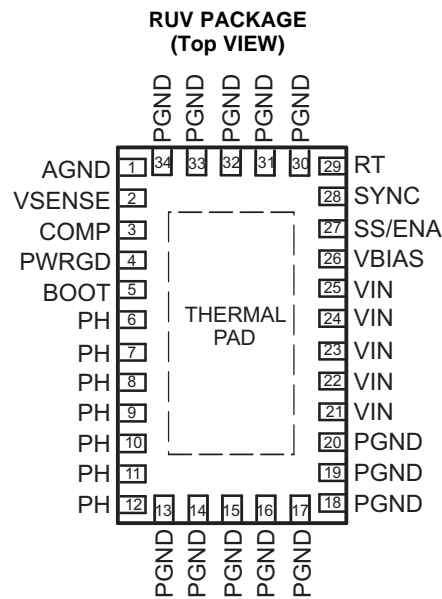 RUV PACKAGE
(Top VIEW)
PGND PGND PGND PGND PGND
34 33 32 31 30
AGND 1 29 RT
VSENSE 2 28 SYNC
COMP 3 27 SS/ENA
PWRGD 4 26 VBIAS
BOOT 5 25 VIN
PH 6 24 VIN
PH 7 23 VIN
PH 8 22 VIN
PH 9 21 VIN
PH 10 20 PGND
PH 11 19 PGND
PH 12 18 PGND
THERMAL
PAD
13 14 15 16 17
PGND PGND PGND PGND PGND